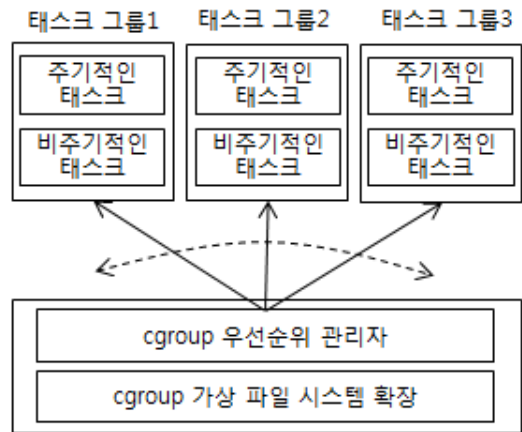 태스크 그룹1 태스크 그룹2 태스크 그룹3
주기적인 주기적인 주기적인
태스크 태스크 태스크
비주기적인 비주기적인 비주기적인
태스크 태스크 태스크
cgroup 우선순위 관리자
cgroup 가상 파일 시스템 확장